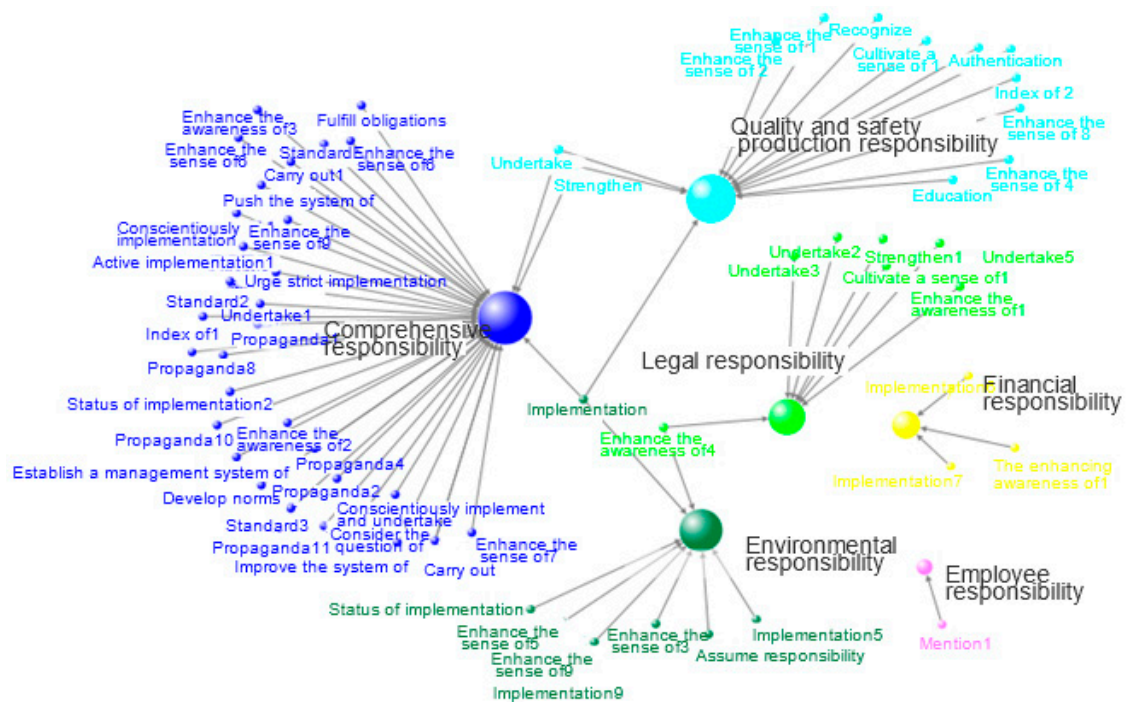 Enhance the
sense of 1
Recognize
Enhance the
sense of 2
Cultivate a
sense of 1
Authentication
Index of 2
Enhance the
sense of 8
Quality and safety
production responsibility
Enhance the
sense of 4
Education
Undertake
Strengthen
Enhance the
awareness of3
Fulfill obligations
Enhance the
sense of6
Standard
Enhance the
sense of6
Carry out1
Push the system of
Conscientiously
implementation
Enhance the
sense of9
Active implementation1
Urge strict implementation
Standard2
Undertake1
Index of1
Propaganda1
Comprehensive
responsibility
Propaganda8
Status of implementation2
Propaganda10
Enhance the
awareness of2
Establish a management system of
Propaganda4
Develop norms
Propaganda2
Standard3
Conscientiously implement
and undertake
Propaganda11
Consider the
question of
Improve the system of
Carry out
Enhance the
sense of7
Undertake2
Undertake3
Strengthen1
Undertake5
Cultivate a sense of1
Enhance the
awareness of1
Legal responsibility
Implementation
Enhance the
awareness of4
Financial
responsibility
Implementation7
The enhancing
awareness of1
Environmental
responsibility
Employee
responsibility
Mention1
Status of implementation
Enhance the
sense of5
Enhance the
sense of3
Implementation5
Assume responsibility
Enhance the
sense of9
Implementation9